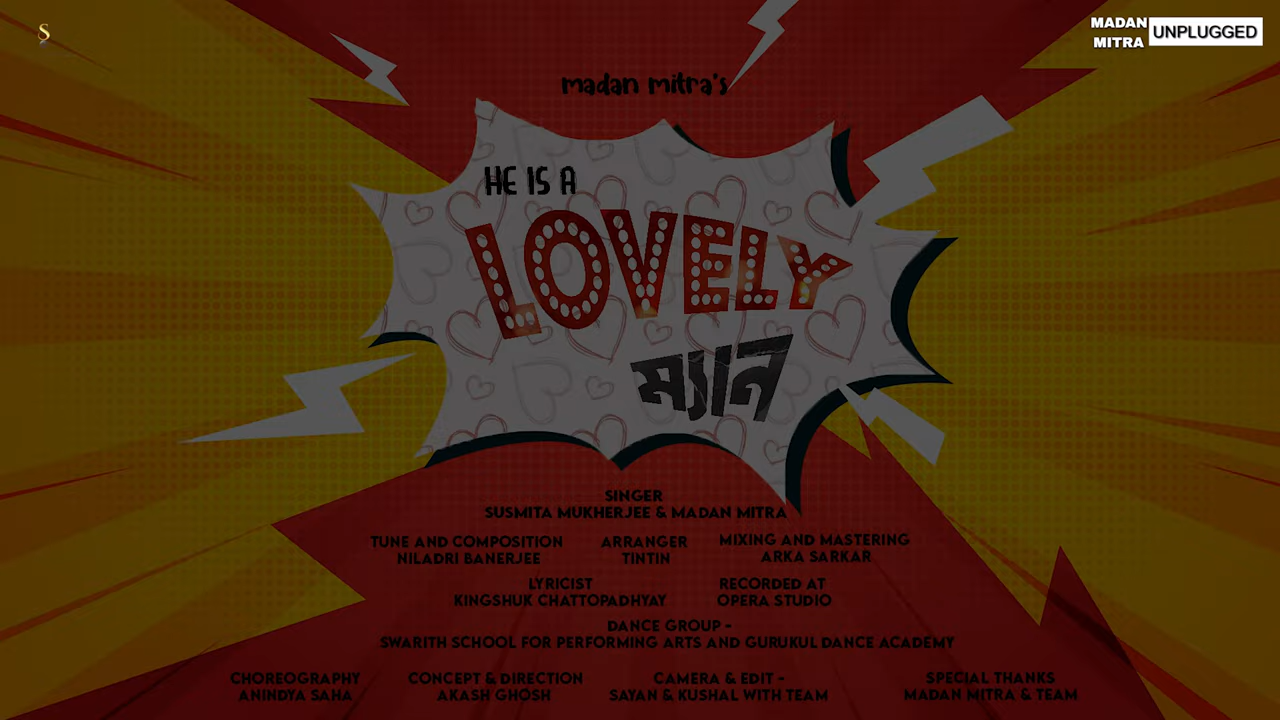 MADAN
MITRA
UNPLUGGED
madan mitra's
HE IS A
LOVELY
ম্যান
SINGER
SUSMITA MUKHERJEE & MADAN MITRA
TUNE AND COMPOSITION
NILADRI BANERJEE
ARRANGER
TINTIN
MIXING AND MASTERING
ARKA SARKAR
LYRICIST
KINGSHUK CHATTOPADHYAY
RECORDED AT
OPERA STUDIO
DANCE GROUP -
SWARITH SCHOOL FOR PERFORMING ARTS AND GURUKUL DANCE ACADEMY
CHOREOGRAPHY
ANINDYA SAHA
CONCEPT & DIRECTION
AKASH GHOSH
CAMERA & EDIT -
SAYAN & KUSHAL WITH TEAM
SPECIAL THANKS
MADAN MITRA & TEAM